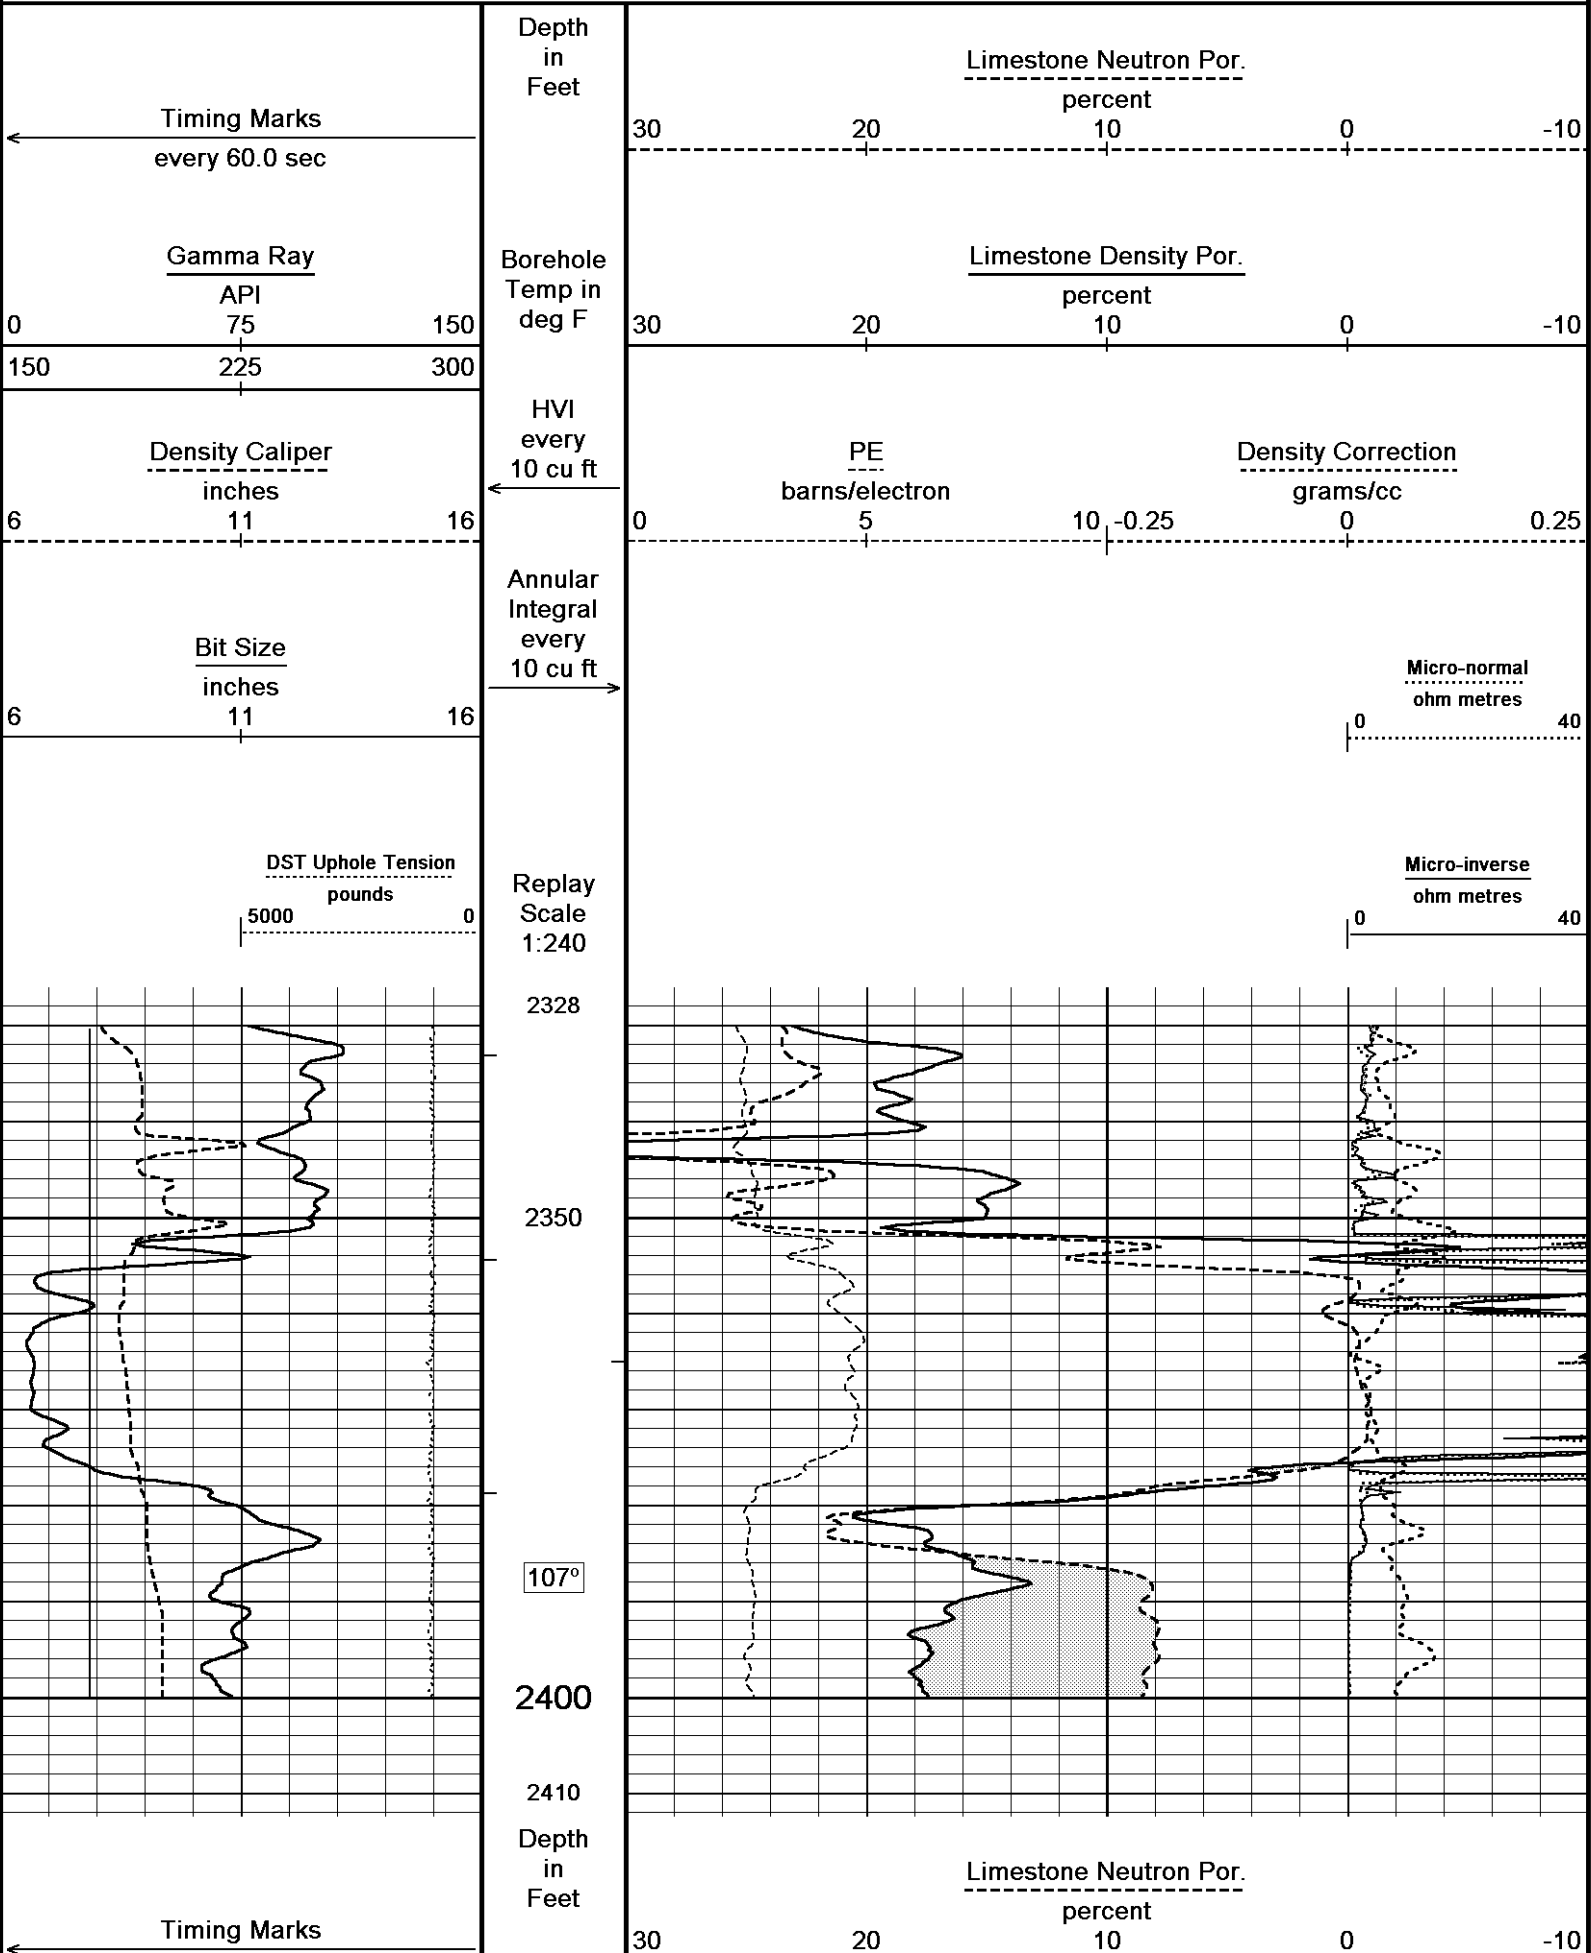 Depth
in
Feet
Limestone Neutron Por.
percent
30 20 10 0 -10
Timing Marks
every 60.0 sec
Gamma Ray
API
0 75 150
150 225 300
Borehole
Temp in
deg F
Limestone Density Por.
percent
30 20 10 0 -10
HVI
every
10 cu ft
Density Caliper
inches
6 11 16
PE
barns/electron
0 5 10
Density Correction
grams/cc
-0.25 0 0.25
Annular
Integral
every
10 cu ft
Bit Size
inches
6 11 16
Micro-normal
ohm metres
0 40
DST Uphole Tension
pounds
5000 0
Replay
Scale
1:240
Micro-inverse
ohm metres
0 40
2328
2350
107º
2400
2410
Depth
in
Feet
Limestone Neutron Por.
percent
30 20 10 0 -10
Timing Marks